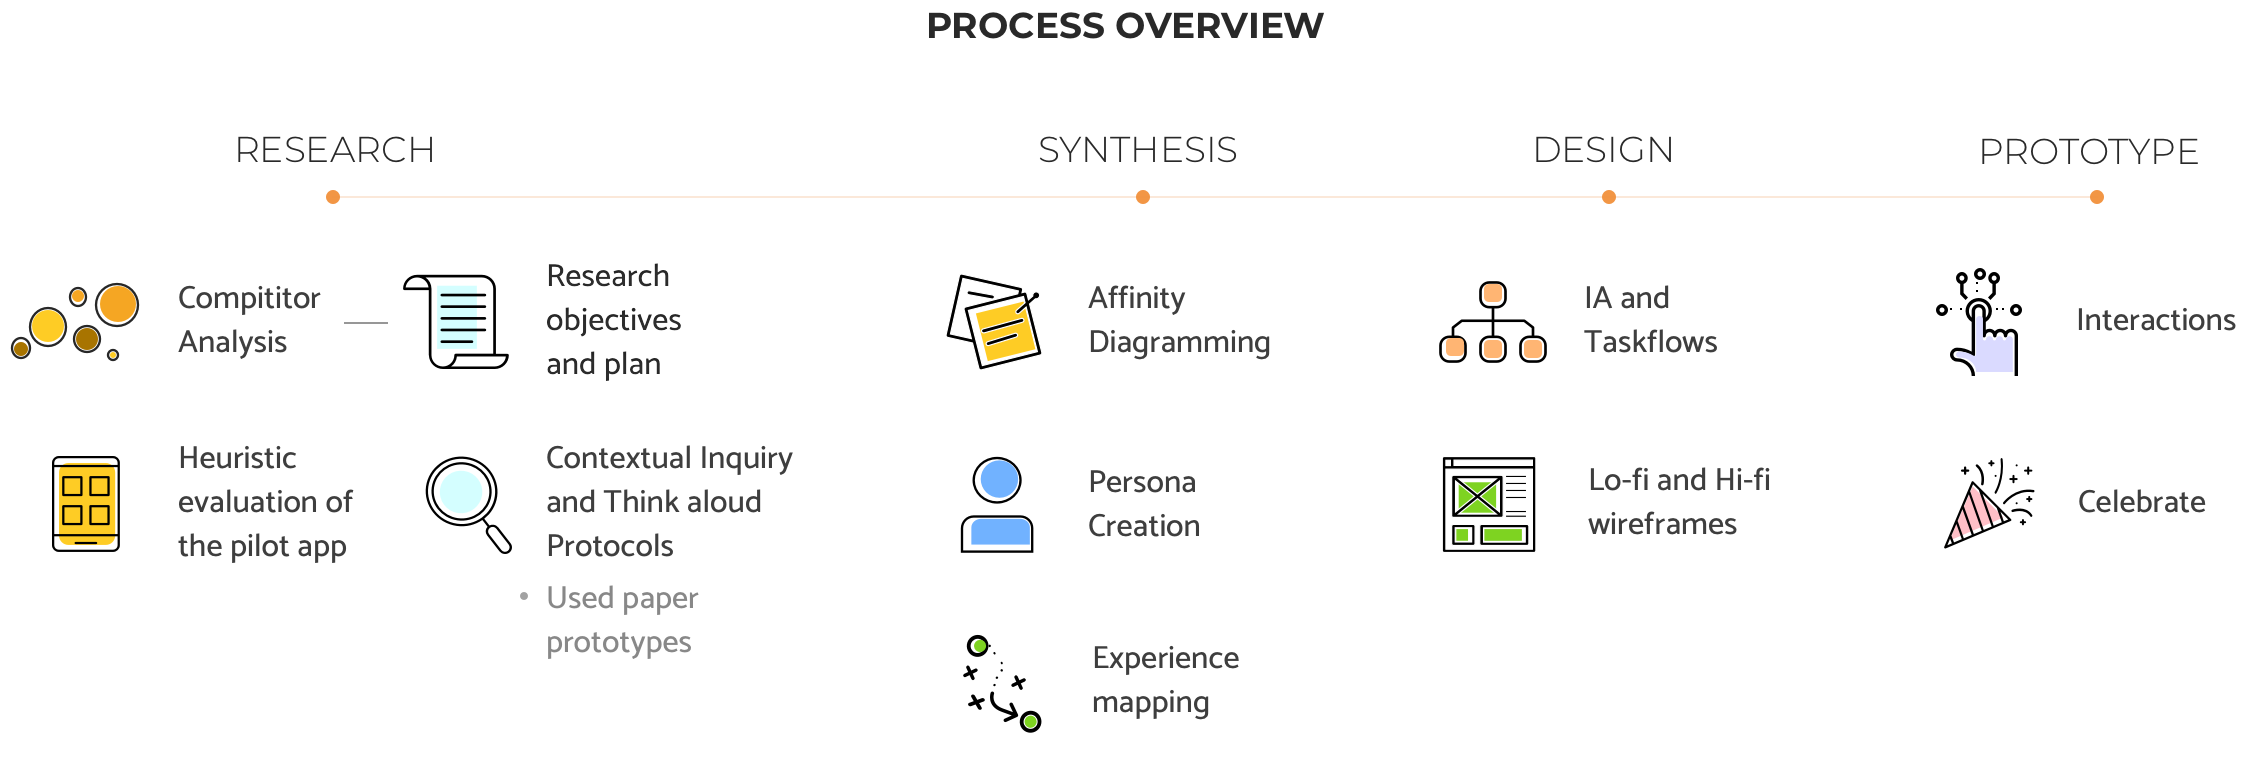 PROCESS OVERVIEW
RESEARCH
SYNTHESIS
DESIGN
PROTOTYPE
Compititor
Analysis
Research
objectives
and plan
Heuristic
evaluation of
the pilot app
Contextual Inquiry
and Think aloud
Protocols
• Used paper
prototypes
Affinity
Diagramming
Persona
Creation
Experience
mapping
IA and
Taskflows
Lo-fi and Hi-fi
wireframes
Interactions
Celebrate